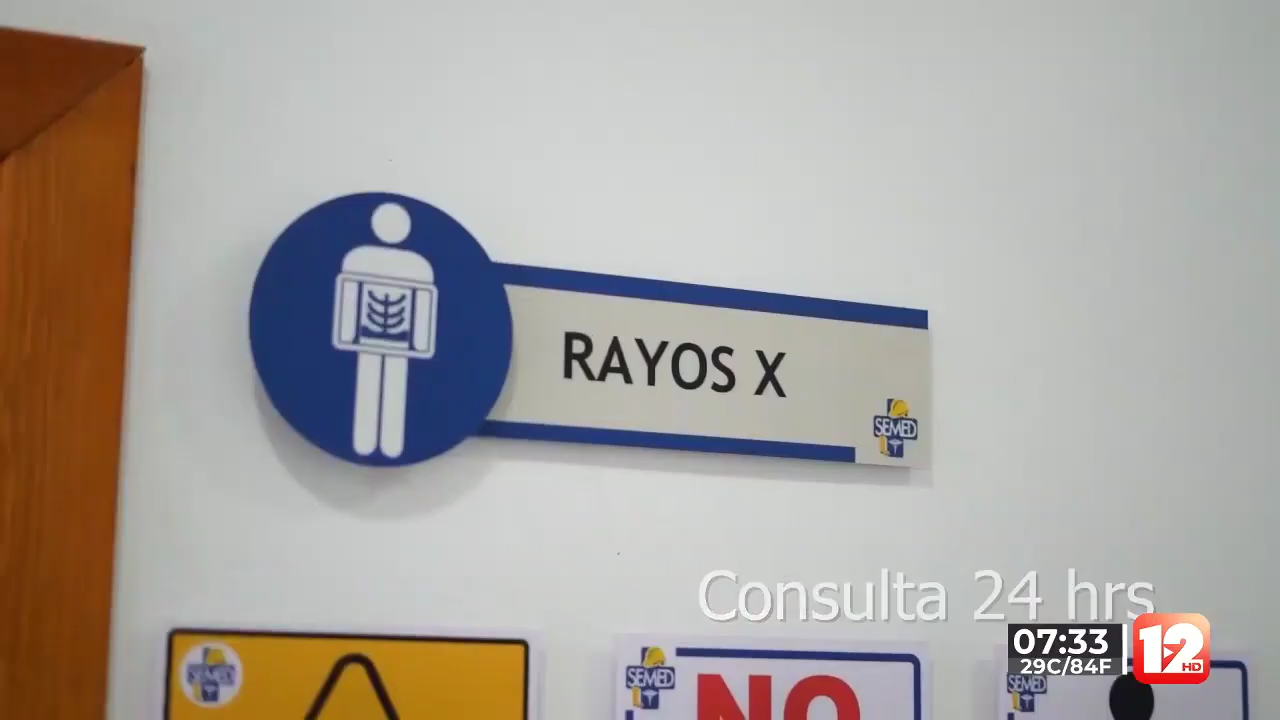 RAYOS X
SEMED
Consulta 24 hrs
07:33
29C/84F
12
HD
SEMED
SEMED
NO
SEMED